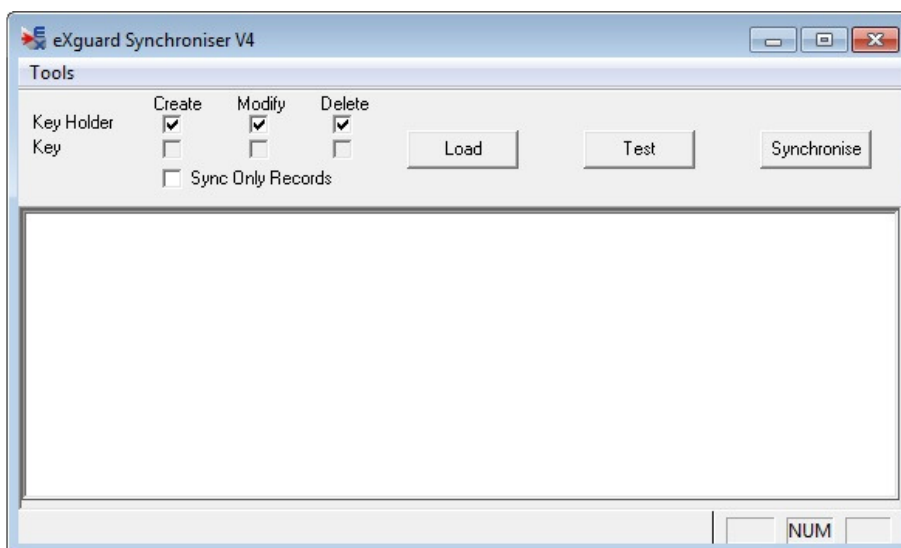 eXguard Synchroniser V4
Tools
Create Modify Delete
Key Holder
Key
Load Test Synchronise
Sync Only Records
NUM